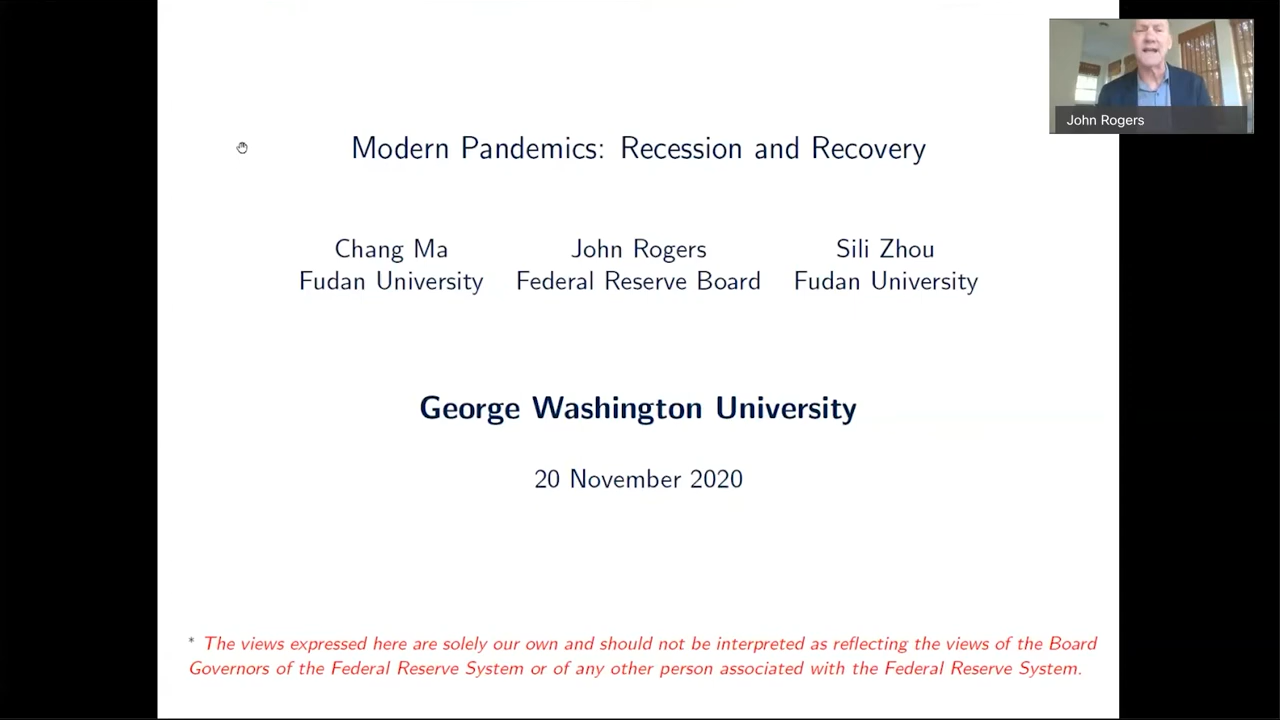 John Rogers
Modern Pandemics: Recession and Recovery
Chang Ma John Rogers Sili Zhou
Fudan University Federal Reserve Board Fudan University
George Washington University
20 November 2020
* The views expressed here are solely our own and should not be interpreted as reflecting the views of the Board
Governors of the Federal Reserve System or of any other person associated with the Federal Reserve System.